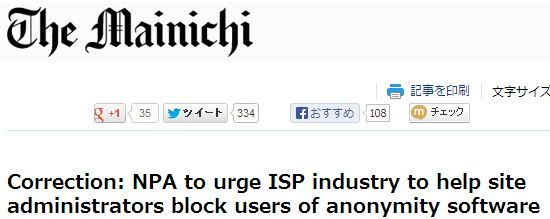 The Mainichi
記事を印刷 文字サイズ
+1 35 ツイート 334 おすすめ 108 チェック
Correction: NPA to urge ISP industry to help site
administrators block users of anonymity software